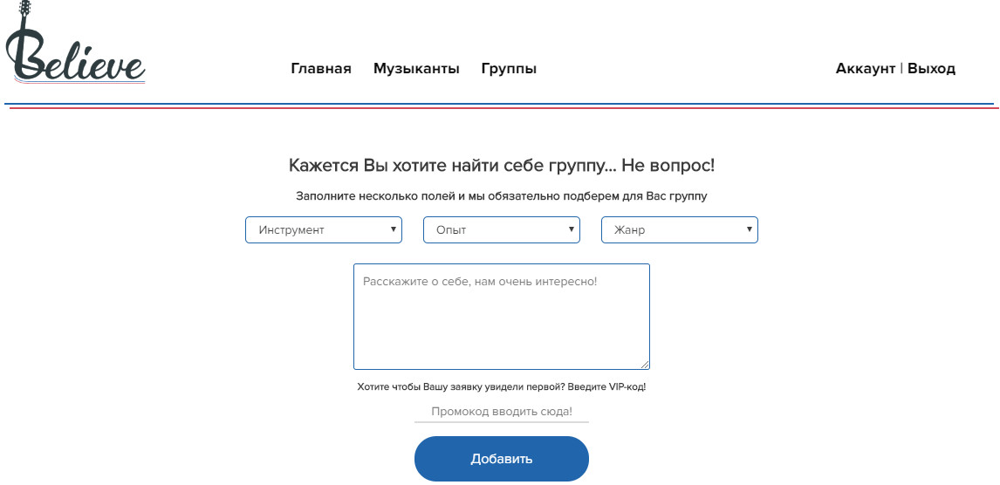 Believe
Главная Музыканты Группы Аккаунт | Выход
Кажется Вы хотите найти себе группу... Не вопрос!
Заполните несколько полей и мы обязательно подберем для Вас группу
Инструмент Опыт Жанр
Расскажите о себе, нам очень интересно!
Хотите чтобы Вашу заявку увидели первой? Введите VIP-код!
Промокод вводить сюда!
Добавить